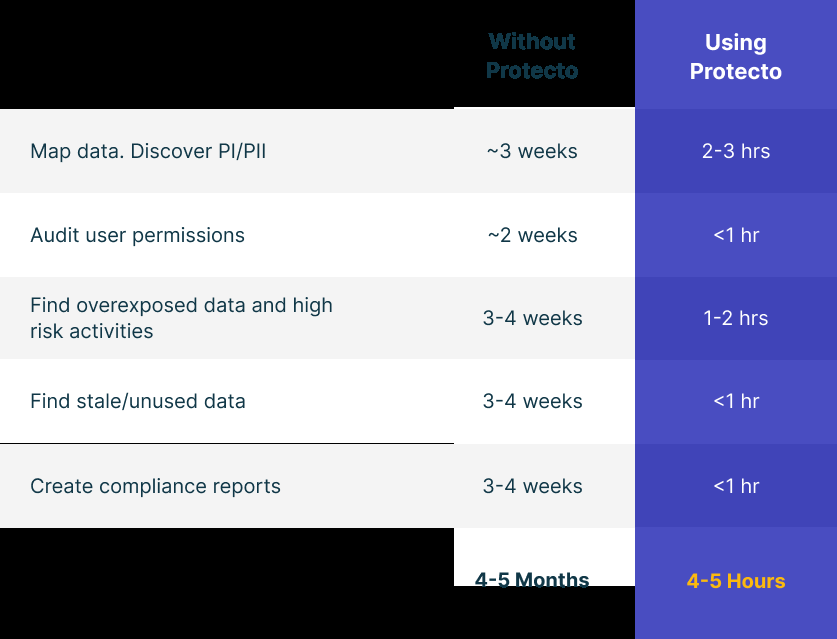 Without
Protecto
Using
Protecto
Map data. Discover PI/PII
~3 weeks
2-3 hrs
Audit user permissions
~2 weeks
<1 hr
Find overexposed data and high
risk activities
3-4 weeks
1-2 hrs
Find stale/unused data
3-4 weeks
<1 hr
Create compliance reports
3-4 weeks
<1 hr
4-5 Months
4-5 Hours